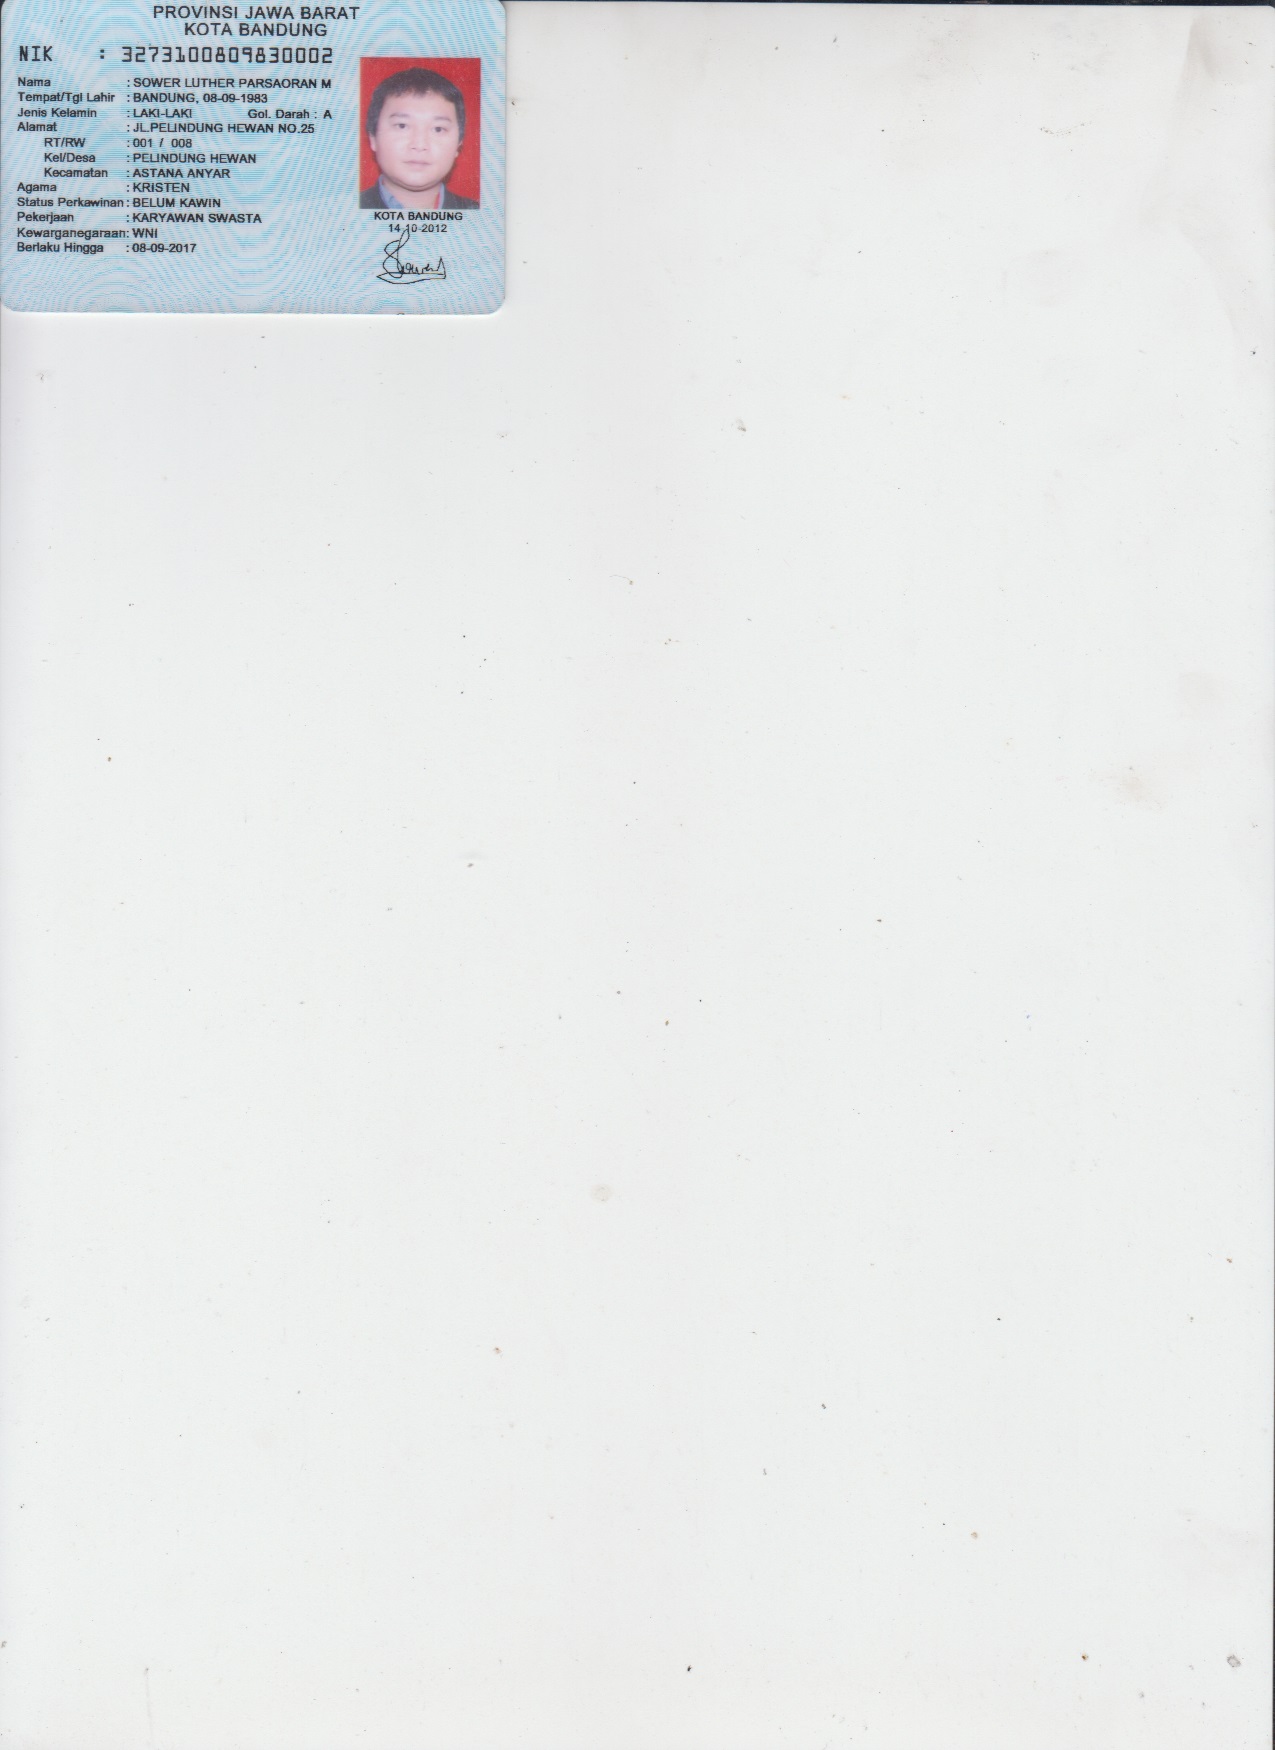 PROVINSI JAWA BARAT
KOTA BANDUNG
NIK : 3273100809830002
Nama : SOWER LUTHER PARSAORAN M
Tempat/Tgl Lahir : BANDUNG, 08-09-1983
Jenis Kelamin : LAKI-LAKI Gol. Darah : A
Alamat : JL.PELINDUNG HEWAN NO.25
RT/RW : 001 / 008
Kel/Desa : PELINDUNG HEWAN
Kecamatan : ASTANA ANYAR
Agama : KRISTEN
Status Perkawinan : BELUM KAWIN
Pekerjaan : KARYAWAN SWASTA
Kewarganegaraan : WNI
Berlaku Hingga : 08-09-2017
KOTA BANDUNG
14-10-2012